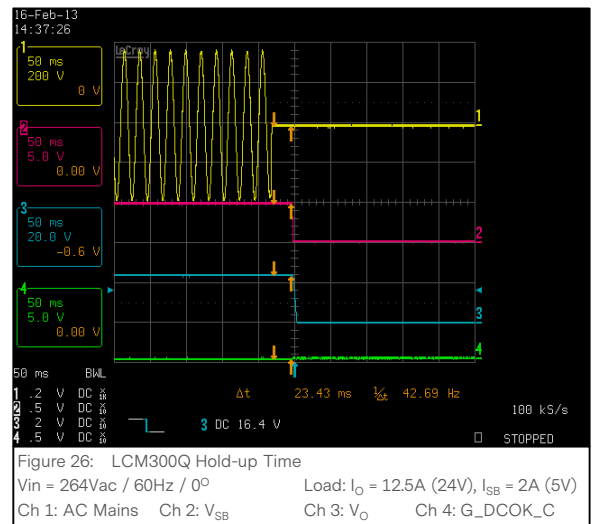 16-Feb-13
14:37:26
LeCroy
1
50 ms
200 V
0 V
2
50 ms
5.0 V
0.00 V
3
50 ms
20.0 V
-0.6 V
4
50 ms
5.0 V
0.00 V
1
2
3
4
50 ms BWL
1 .2 V DC
2 .5 V DC
3 2 V DC
4 .5 V DC
Δt 23.43 ms 1/Δt 42.69 Hz
3 DC 16.4 V
100 kS/s
STOPPED
Figure 26: LCM300Q Hold-up Time
Vin = 264Vac / 60Hz / 0° Load: IO = 12.5A (24V), ISB = 2A (5V)
Ch 1: AC Mains Ch 2: VSB Ch 3: VO Ch 4: G_DCOK_C